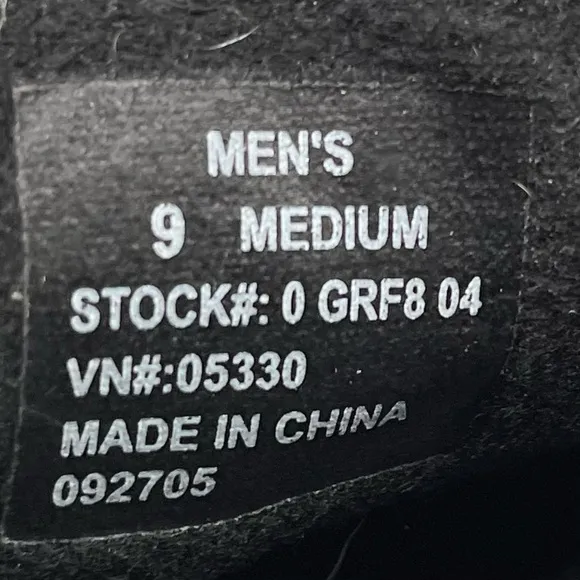 MEN'S
9 MEDIUM
STOCK#: 0 GRF8 04
VN#:05330
MADE IN CHINA
092705